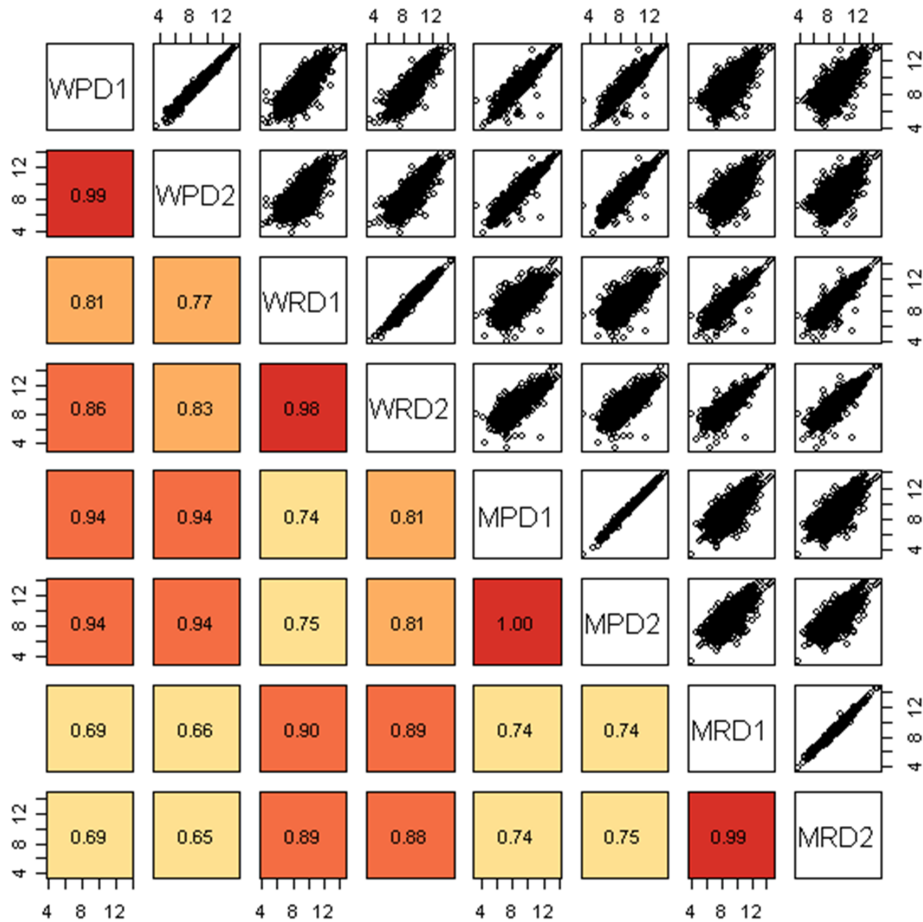 4 8 12 4 8 12 4 8 12 4 8 12
WPD1 4 8 12
4 8 12 0.99 WPD2
0.81 0.77 WRD1 4 8 12
4 8 12 0.86 0.83 0.98 WRD2
0.94 0.94 0.74 0.81 MPD1 4 8 12
4 8 12 0.94 0.94 0.75 0.81 1.00 MPD2
0.69 0.66 0.90 0.89 0.74 0.74 MRD1 4 8 12
4 8 12 0.69 0.65 0.89 0.88 0.74 0.75 0.99 MRD2
4 8 12 4 8 12 4 8 12 4 8 12